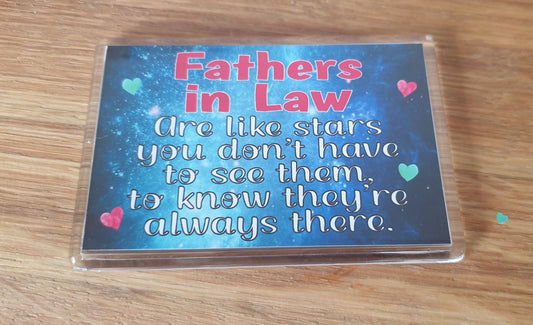 Fathers
in Law
Are like stars
you don't have
to see them,
to know they're
always there.